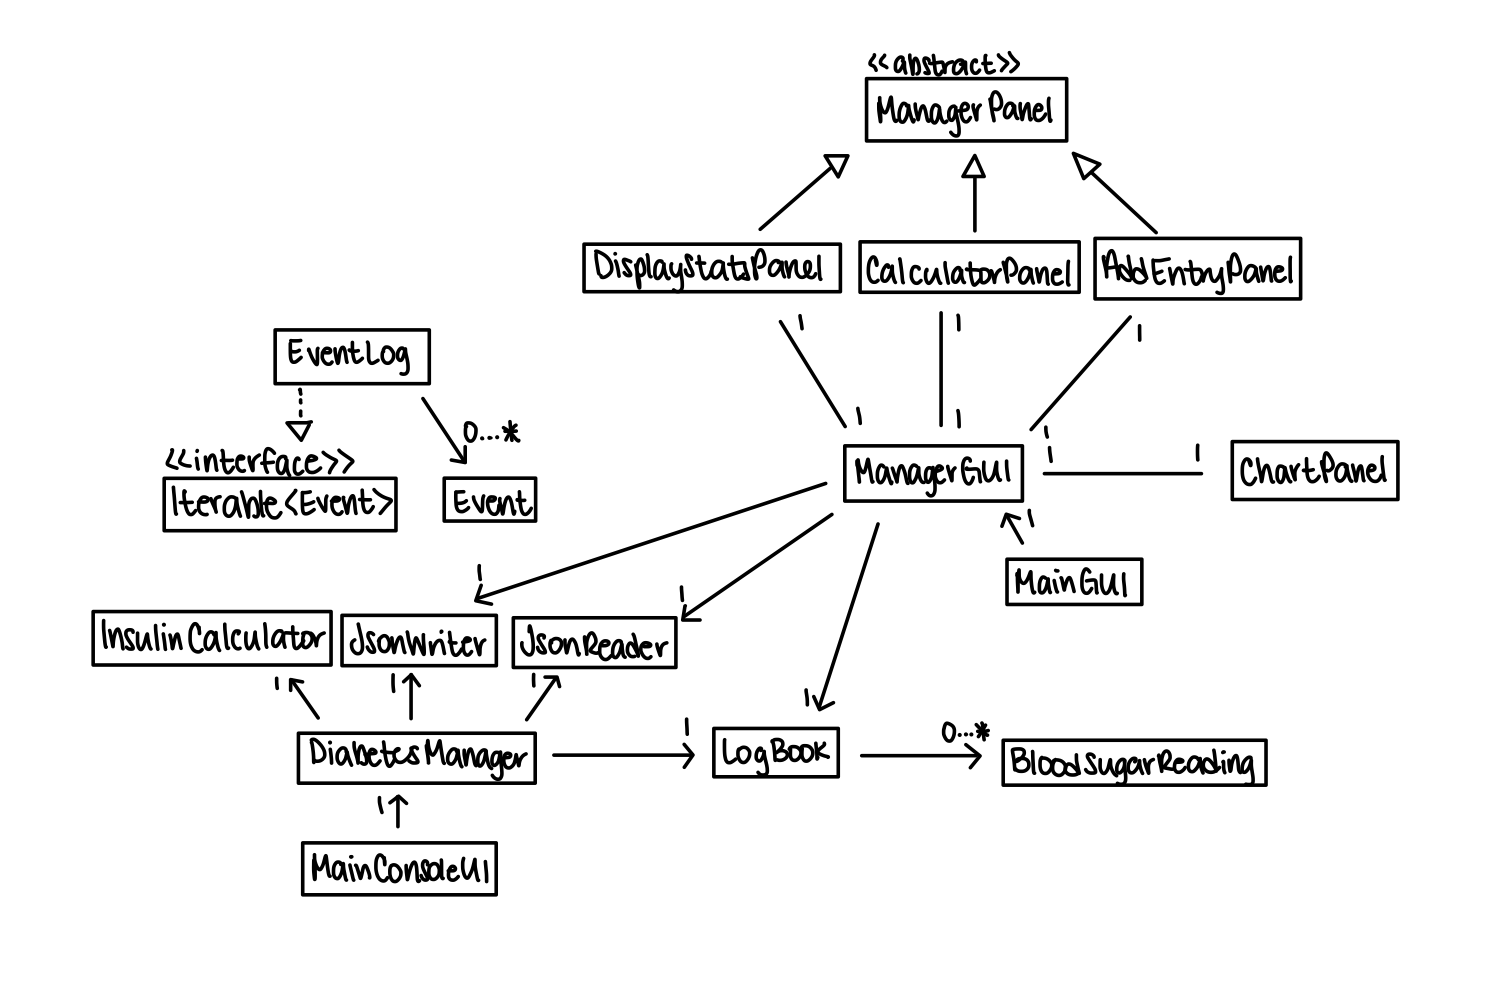 <<abstract>>
ManagerPanel
DisplayStatsPanel
CalculatorPanel
AddEntryPanel
1
1
1
EventLog
0...*
1
1
1
<<interface>>
Iterable<Event>
Event
ManagerGUI
1
1
ChartPanel
1
MainGUI
1
1
InsulinCalculator
JsonWriter
JsonReader
1
1
1
1
1
0...*
DiabetesManager
LogBook
BloodSugarReading
1
MainConsoleUI